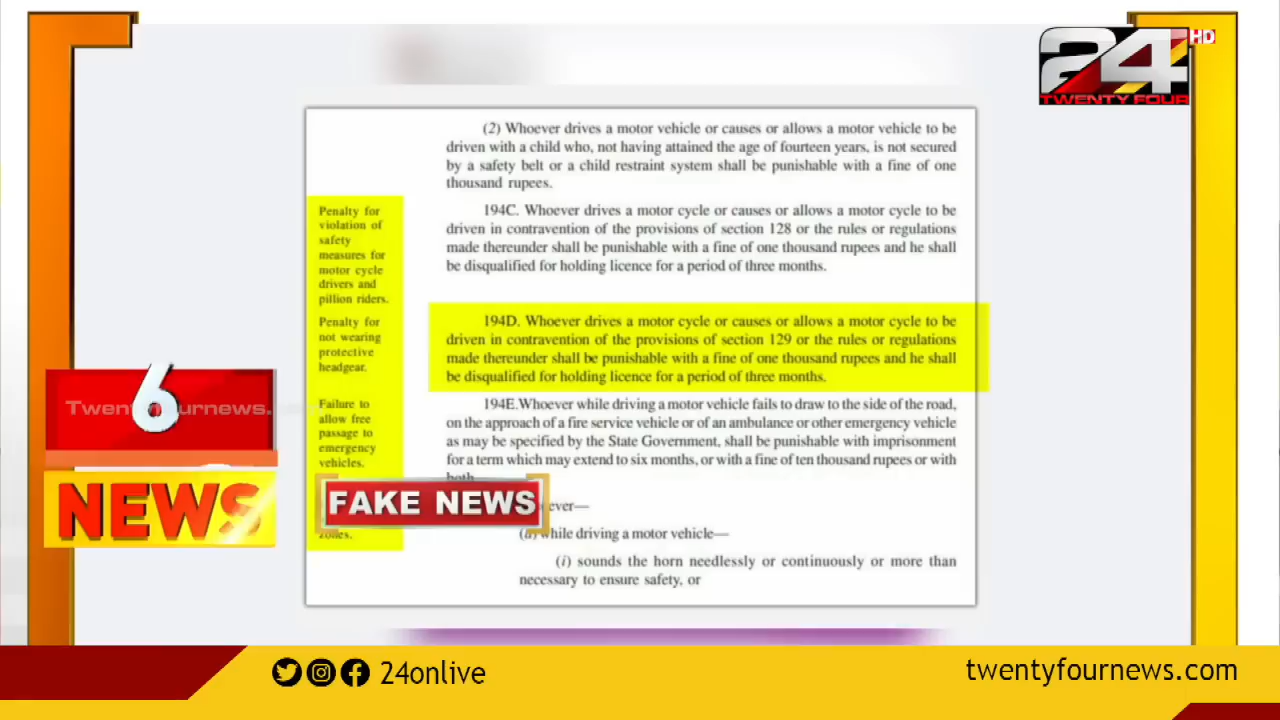 24
HD
TWENTY FOUR
(2) Whoever drives a motor vehicle or causes or allows a motor vehicle to be
driven with a child who, not having attained the age of fourteen years, is not secured
by a safety belt or a child restraint system shall be punishable with a fine of one
thousand rupees.
Penalty for
violation of
safety
measures for
motor cycle
drivers and
pillion riders.
194C. Whoever drives a motor cycle or causes or allows a motor cycle to be
driven in contravention of the provisions of section 128 or the rules or regulations
made thereunder shall be punishable with a fine of one thousand rupees and he shall
be disqualified for holding licence for a period of three months.
Penalty for
not wearing
protective
headgear.
194D. Whoever drives a motor cycle or causes or allows a motor cycle to be
driven in contravention of the provisions of section 129 or the rules or regulations
made thereunder shall be punishable with a fine of one thousand rupees and he shall
be disqualified for holding licence for a period of three months.
Failure to
allow free
passage to
emergency
vehicles.
194E.Whoever while driving a motor vehicle fails to draw to the side of the road,
on the approach of a fire service vehicle or of an ambulance or other emergency vehicle
as may be specified by the State Government, shall be punishable with imprisonment
for a term which may extend to six months, or with a fine of ten thousand rupees or with
both
ever—
zones.
(a) while driving a motor vehicle—
(i) sounds the horn needlessly or continuously or more than
necessary to ensure safety, or
6
Twentyfournews.
NEWS
FAKE NEWS
24onlive
twentyfournews.com